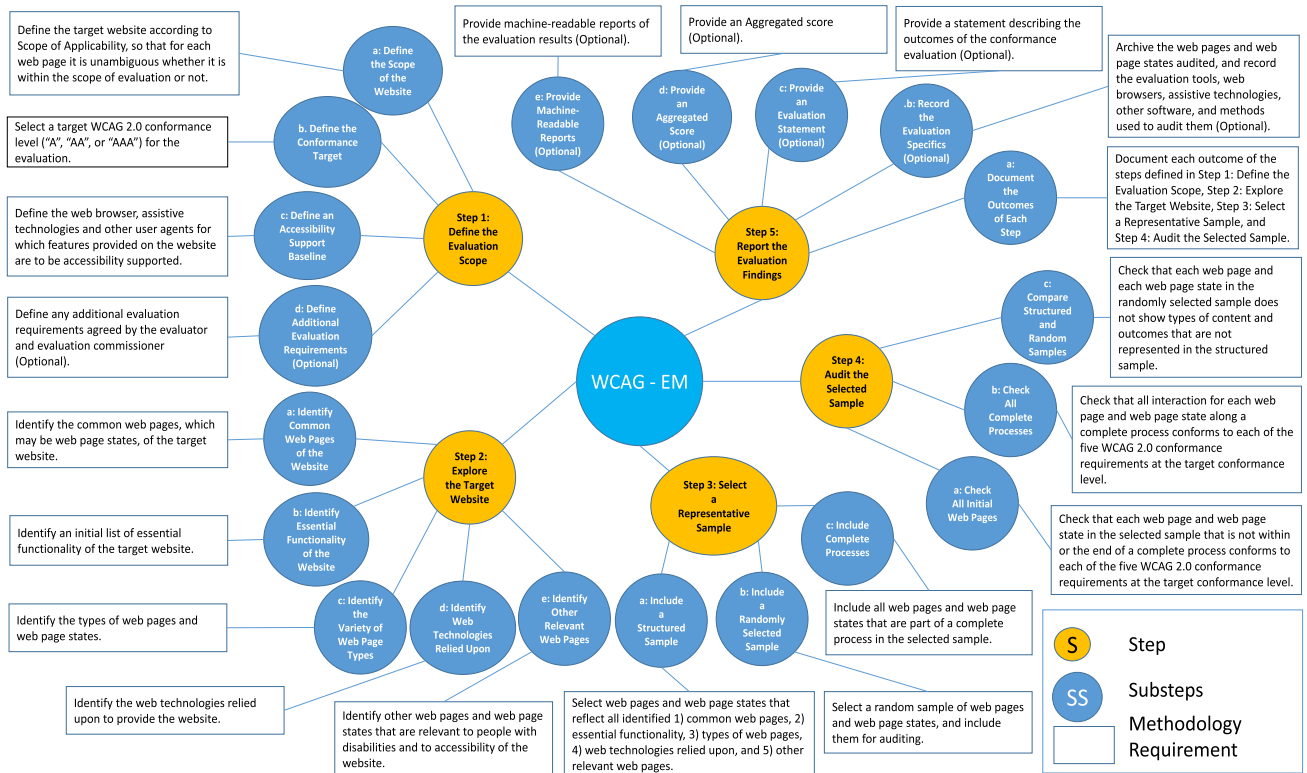 Define the target website according to
Scope of Applicability, so that for each
web page it is unambiguous whether it is
within the scope of evaluation or not.
a: Define
the Scope
of the
Website
Select a target WCAG 2.0 conformance
level (“A”, “AA”, or “AAA”) for the
evaluation.
b. Define the
Conformance
Target
Define the web browser, assistive
technologies and other user agents for
which features provided on the website
are to be accessibility supported.
c: Define an
Accessibility
Support
Baseline
Define any additional evaluation
requirements agreed by the evaluator
and evaluation commissioner
(Optional).
d: Define
Additional
Evaluation
Requirements
(Optional)
Step 1:
Define the
Evaluation
Scope
Provide machine-readable reports of
the evaluation results (Optional).
e: Provide
Machine-
Readable
Reports
(Optional)
Provide an Aggregated score
(Optional).
d: Provide
an
Aggregated
Score
(Optional)
Provide a statement describing the
outcomes of the conformance
evaluation (Optional).
c: Provide
an
Evaluation
Statement
(Optional)
Archive the web pages and web
page states audited, and record
the evaluation tools, web
browsers, assistive technologies,
other software, and methods
used to audit them (Optional).
.b: Record
the
Evaluation
Specifics
(Optional)
Document each outcome of the
steps defined in Step 1: Define the
Evaluation Scope, Step 2: Explore
the Target Website, Step 3: Select
a Representative Sample, and
Step 4: Audit the Selected Sample.
a:
Document
the
Outcomes
of Each
Step
Step 5:
Report the
Evaluation
Findings
WCAG - EM
Step 4:
Audit the
Selected
Sample
c:
Compare
Structured
and
Random
Samples
Check that each web page and
each web page state in the
randomly selected sample does
not show types of content and
outcomes that are not
represented in the structured
sample.
b: Check
All
Complete
Processes
Check that all interaction for each web
page and web page state along a
complete process conforms to each of the
five WCAG 2.0 conformance
requirements at the target conformance
level.
a: Check
All Initial
Web Pages
Check that each web page and web page
state in the selected sample that is not within
or the end of a complete process conforms to
each of the five WCAG 2.0 conformance
requirements at the target conformance level.
Identify the common web pages, which
may be web page states, of the target
website.
a: Identify
Common
Web Pages
of the
Website
Identify an initial list of essential
functionality of the target website.
b: Identify
Essential
Functionality
of the
Website
Identify the types of web pages and
web page states.
c: Identify
the
Variety of
Web Page
Types
Identify the web technologies relied
upon to provide the website.
d: Identify
Web
Technologies
Relied Upon
Identify other web pages and web page
states that are relevant to people with
disabilities and to accessibility of the
website.
e: Identify
Other
Relevant
Web Pages
Step 2:
Explore
the Target
Website
Step 3: Select
a
Representative
Sample
a: Include
a
Structured
Sample
Select web pages and web page states that
reflect all identified 1) common web pages, 2)
essential functionality, 3) types of web pages,
4) web technologies relied upon, and 5) other
relevant web pages.
b: Include
a
Randomly
Selected
Sample
Select a random sample of web pages
and web page states, and include
them for auditing.
c: Include
Complete
Processes
Include all web pages and web page
states that are part of a complete
process in the selected sample.
S
Step
SS
Substeps
Methodology
Requirement